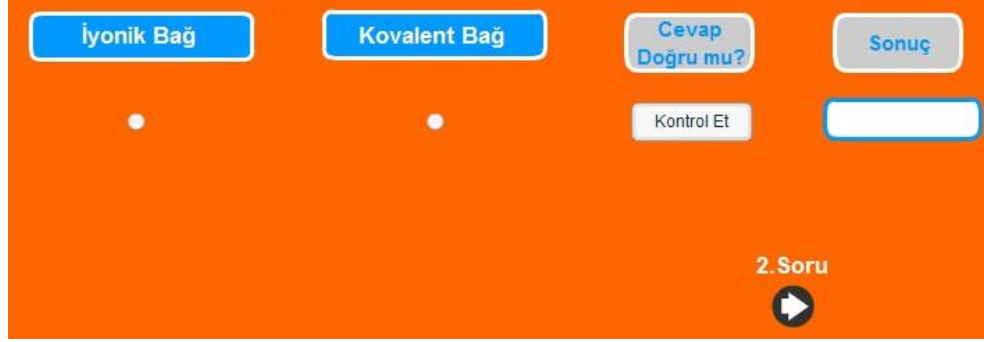 İyonik Bağ
Kovalent Bağ
Cevap
Doğru mu?
Sonuç
Kontrol Et
2.Soru